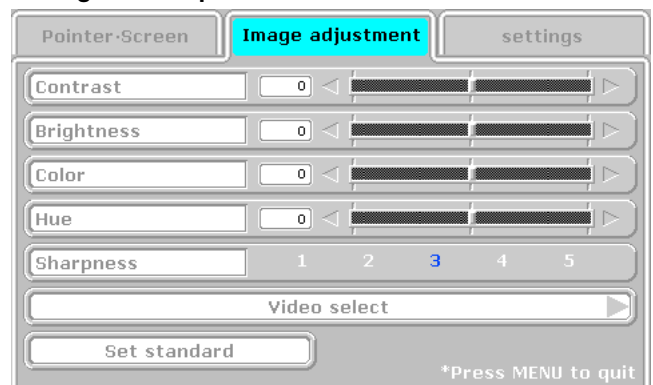 Pointer·Screen Image adjustment settings
Contrast 0
Brightness 0
Color 0
Hue 0
Sharpness 1 2 3 4 5
Video select
Set standard
*Press MENU to quit